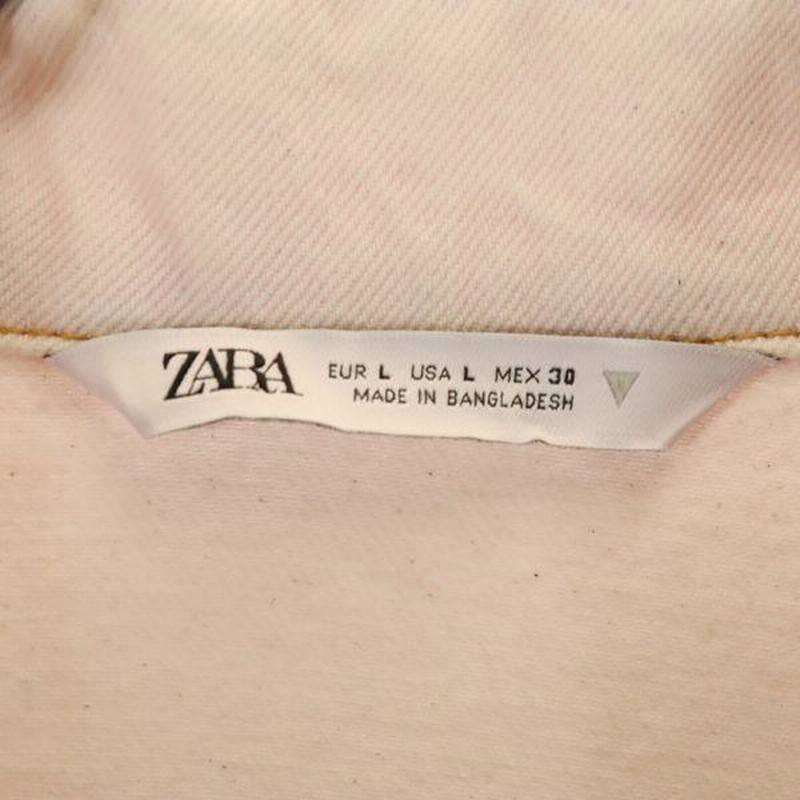 ZARA
EUR L USA L MEX 30
MADE IN BANGLADESH